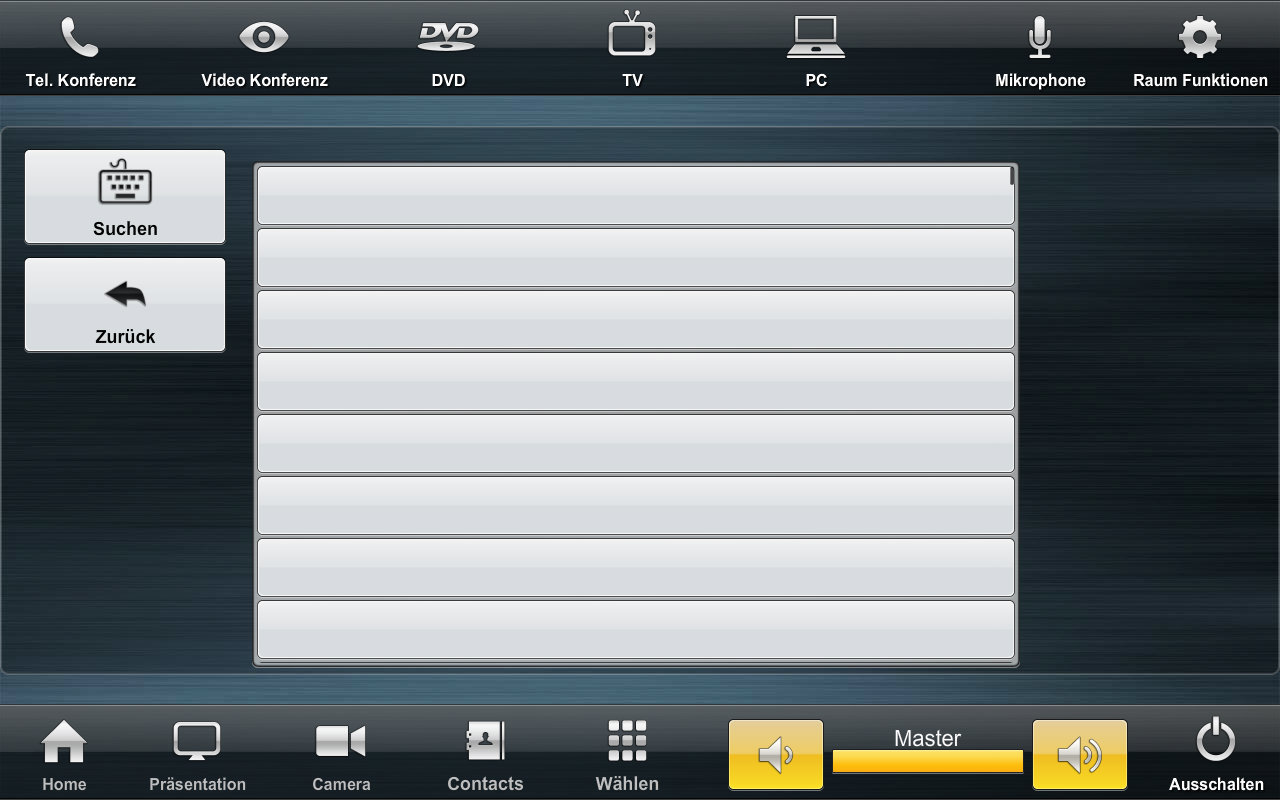 Tel. Konferenz
Video Konferenz
DVD
DVD
TV
PC
Mikrophone
Raum Funktionen
Suchen
Zurück
Home
Präsentation
Camera
Contacts
Wählen
Master
Ausschalten